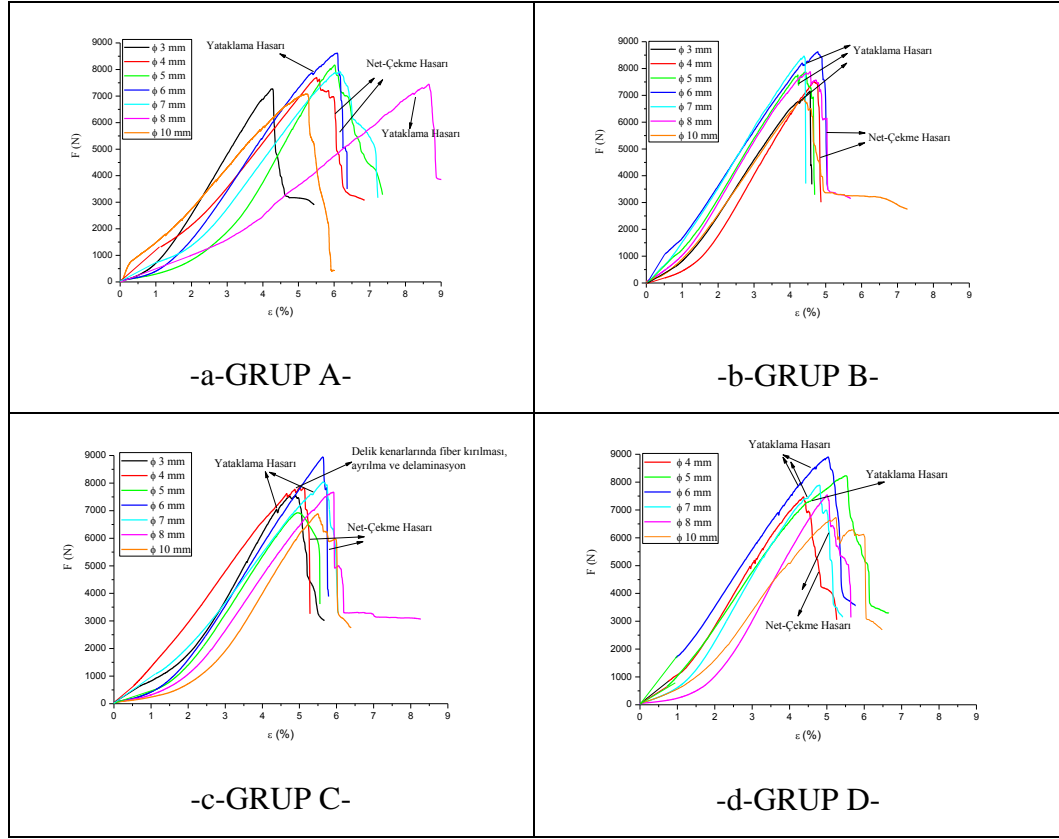 9000
8000
7000
6000
5000
4000
3000
2000
1000
0
F (N)
ϕ 3 mm
ϕ 4 mm
ϕ 5 mm
ϕ 6 mm
ϕ 7 mm
ϕ 8 mm
ϕ 10 mm
Yataklama Hasarı
Net-Çekme Hasarı
Yataklama Hasarı
0 1 2 3 4 5 6 7 8 9
ε (%)
-a-GRUP A-
9000
8000
7000
6000
5000
4000
3000
2000
1000
0
F (N)
ϕ 3 mm
ϕ 4 mm
ϕ 5 mm
ϕ 6 mm
ϕ 7 mm
ϕ 8 mm
ϕ 10 mm
Yataklama Hasarı
Net-Çekme Hasarı
0 1 2 3 4 5 6 7 8 9
ε (%)
-b-GRUP B-
9000
8000
7000
6000
5000
4000
3000
2000
1000
0
F (N)
ϕ 3 mm
ϕ 4 mm
ϕ 5 mm
ϕ 6 mm
ϕ 7 mm
ϕ 8 mm
ϕ 10 mm
Delik kenarlarında fiber kırılması,
ayrılma ve delaminasyon
Yataklama Hasarı
Net-Çekme Hasarı
0 1 2 3 4 5 6 7 8 9
ε (%)
-c-GRUP C-
9000
8000
7000
6000
5000
4000
3000
2000
1000
0
F (N)
ϕ 4 mm
ϕ 5 mm
ϕ 6 mm
ϕ 7 mm
ϕ 8 mm
ϕ 10 mm
Yataklama Hasarı
Yataklama Hasarı
Net-Çekme Hasarı
0 1 2 3 4 5 6 7 8 9
ε (%)
-d-GRUP D-